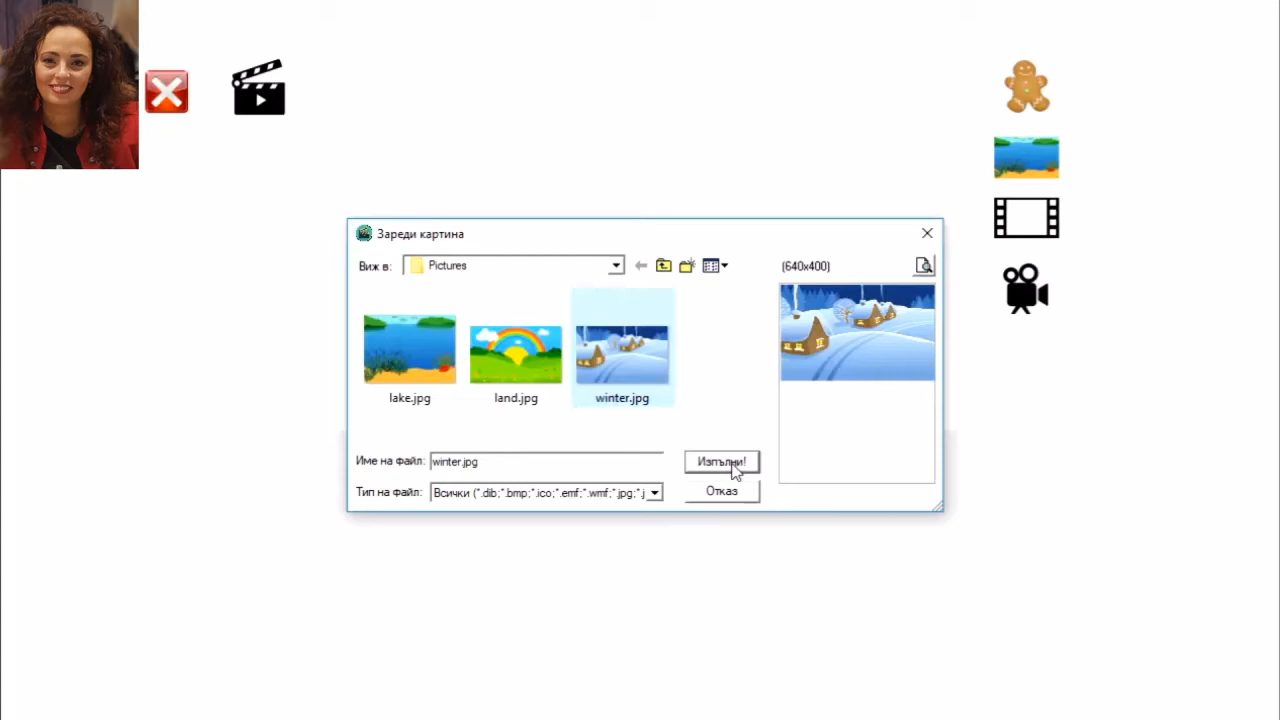 Зареди картина
Виж в: Pictures
(640x400)
lake.jpg
land.jpg
winter.jpg
Име на файл: winter.jpg
Изпълни!
Тип на файл: Всички (*.dib;*.bmp;*.ico;*.emf;*.wmf;*.jpg;*.j
Отказ